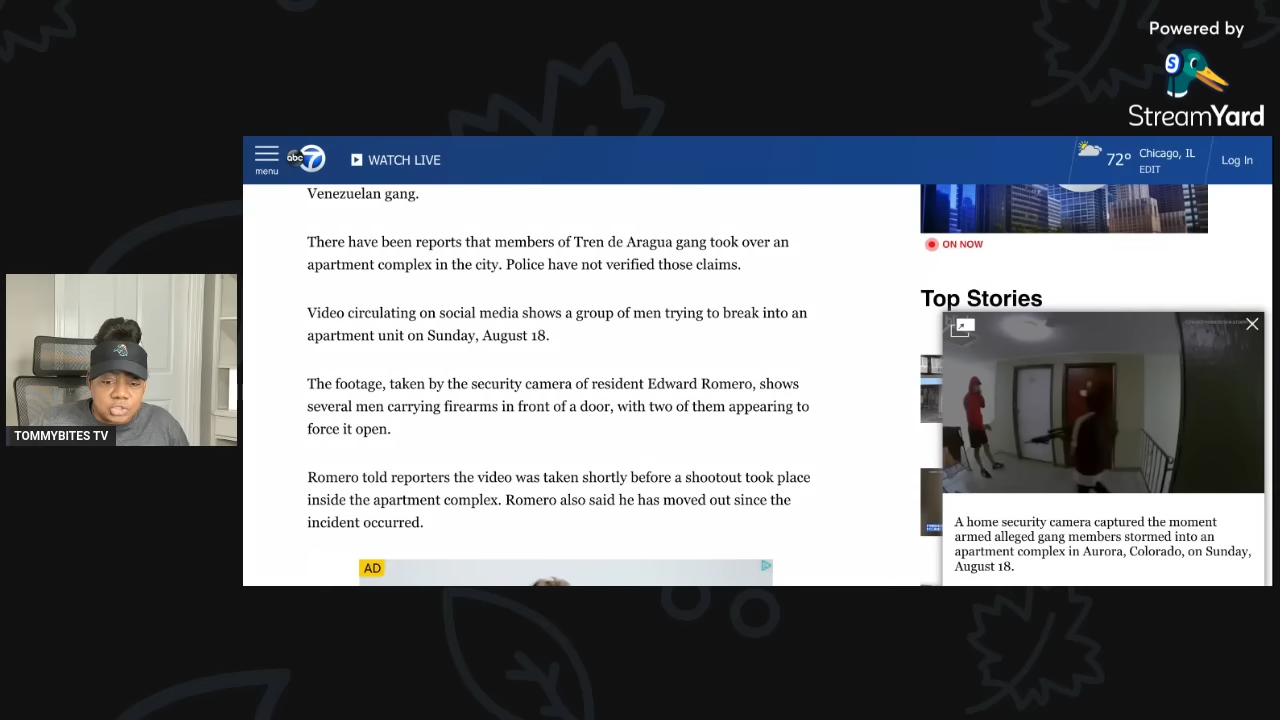 Powered by
StreamYard
menu
abc 7
WATCH LIVE
72°
Chicago, IL
EDIT
Log In
Venezuelan gang.
There have been reports that members of Tren de Aragua gang took over an
apartment complex in the city. Police have not verified those claims.
Video circulating on social media shows a group of men trying to break into an
apartment unit on Sunday, August 18.
The footage, taken by the security camera of resident Edward Romero, shows
several men carrying firearms in front of a door, with two of them appearing to
force it open.
Romero told reporters the video was taken shortly before a shootout took place
inside the apartment complex. Romero also said he has moved out since the
incident occurred.
AD
ON NOW
Top Stories
A home security camera captured the moment
armed alleged gang members stormed into an
apartment complex in Aurora, Colorado, on Sunday,
August 18.
TOMMYBITES TV